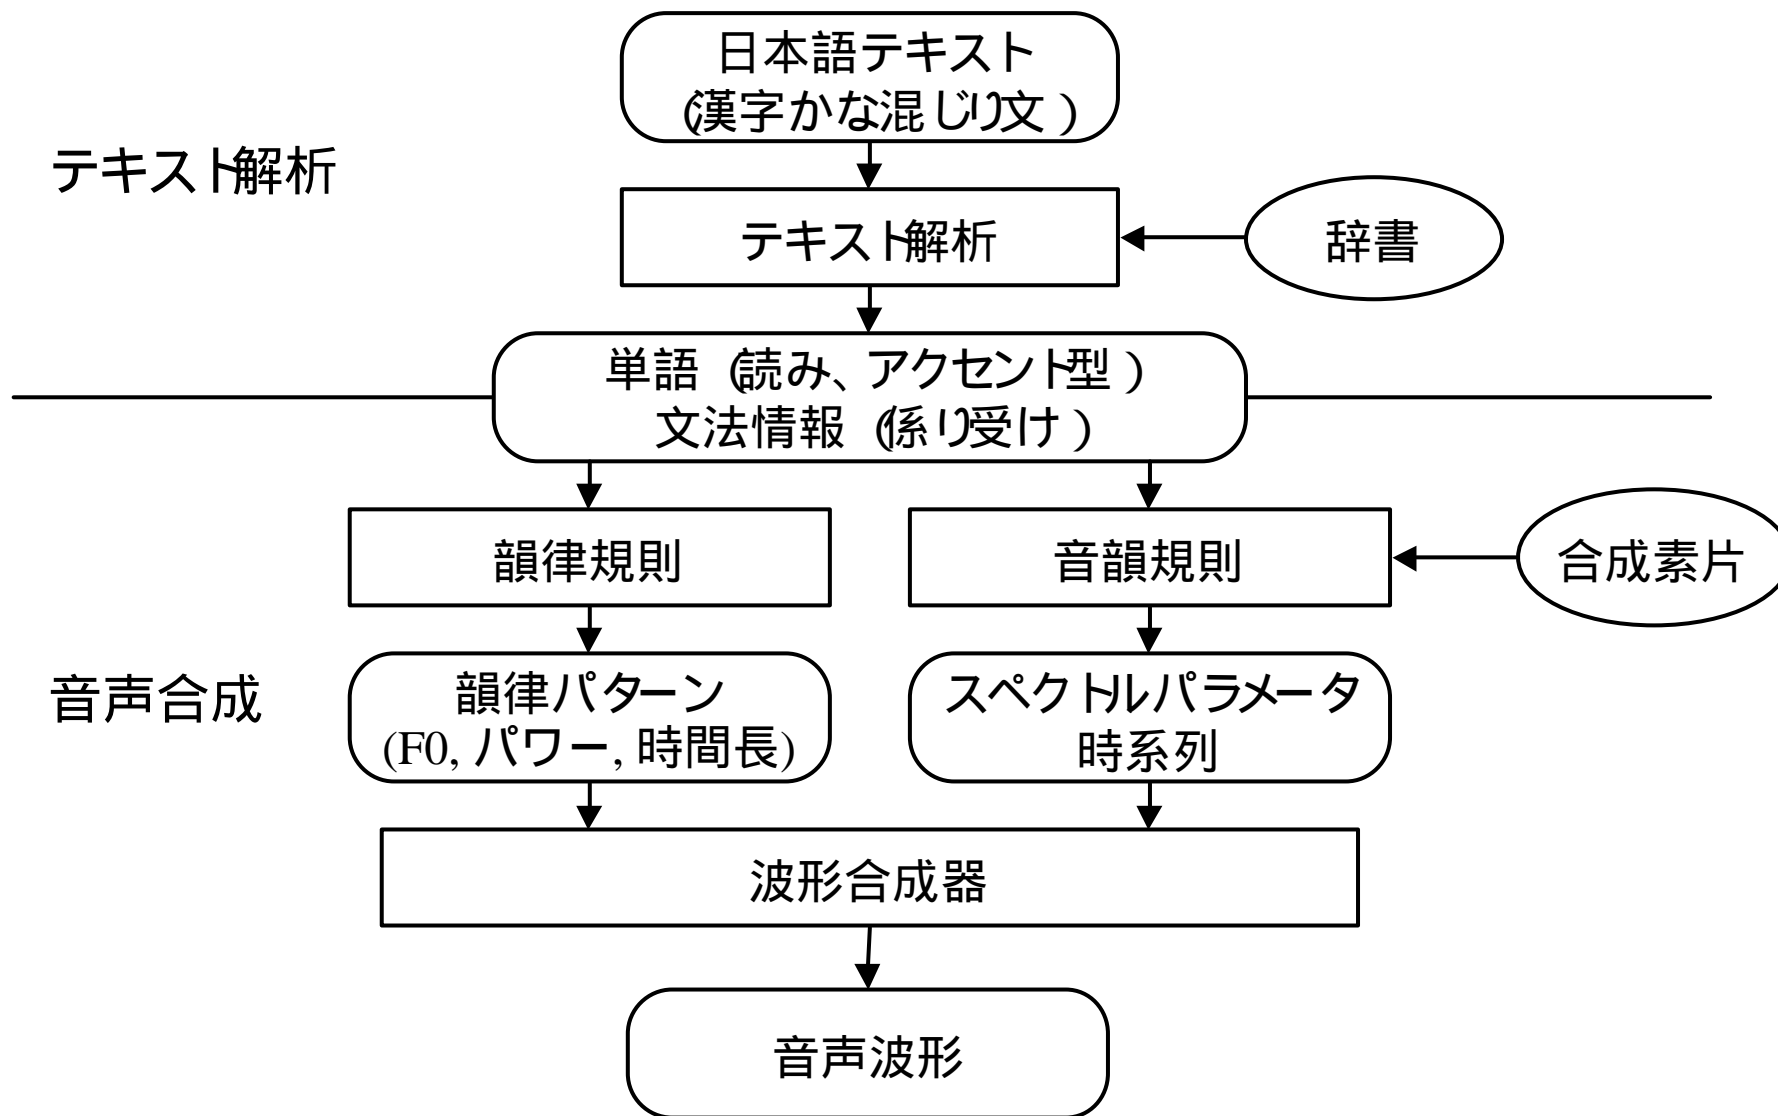 日本語テキスト
(漢字かな混じり文)
テキスト解析
テキスト解析
辞書
単語 (読み、アクセント型)
文法情報 (係り受け)
韻律規則
音韻規則
合成素片
音声合成
韻律パターン
(F0, パワー, 時間長)
スペクトルパラメータ
時系列
波形合成器
音声波形